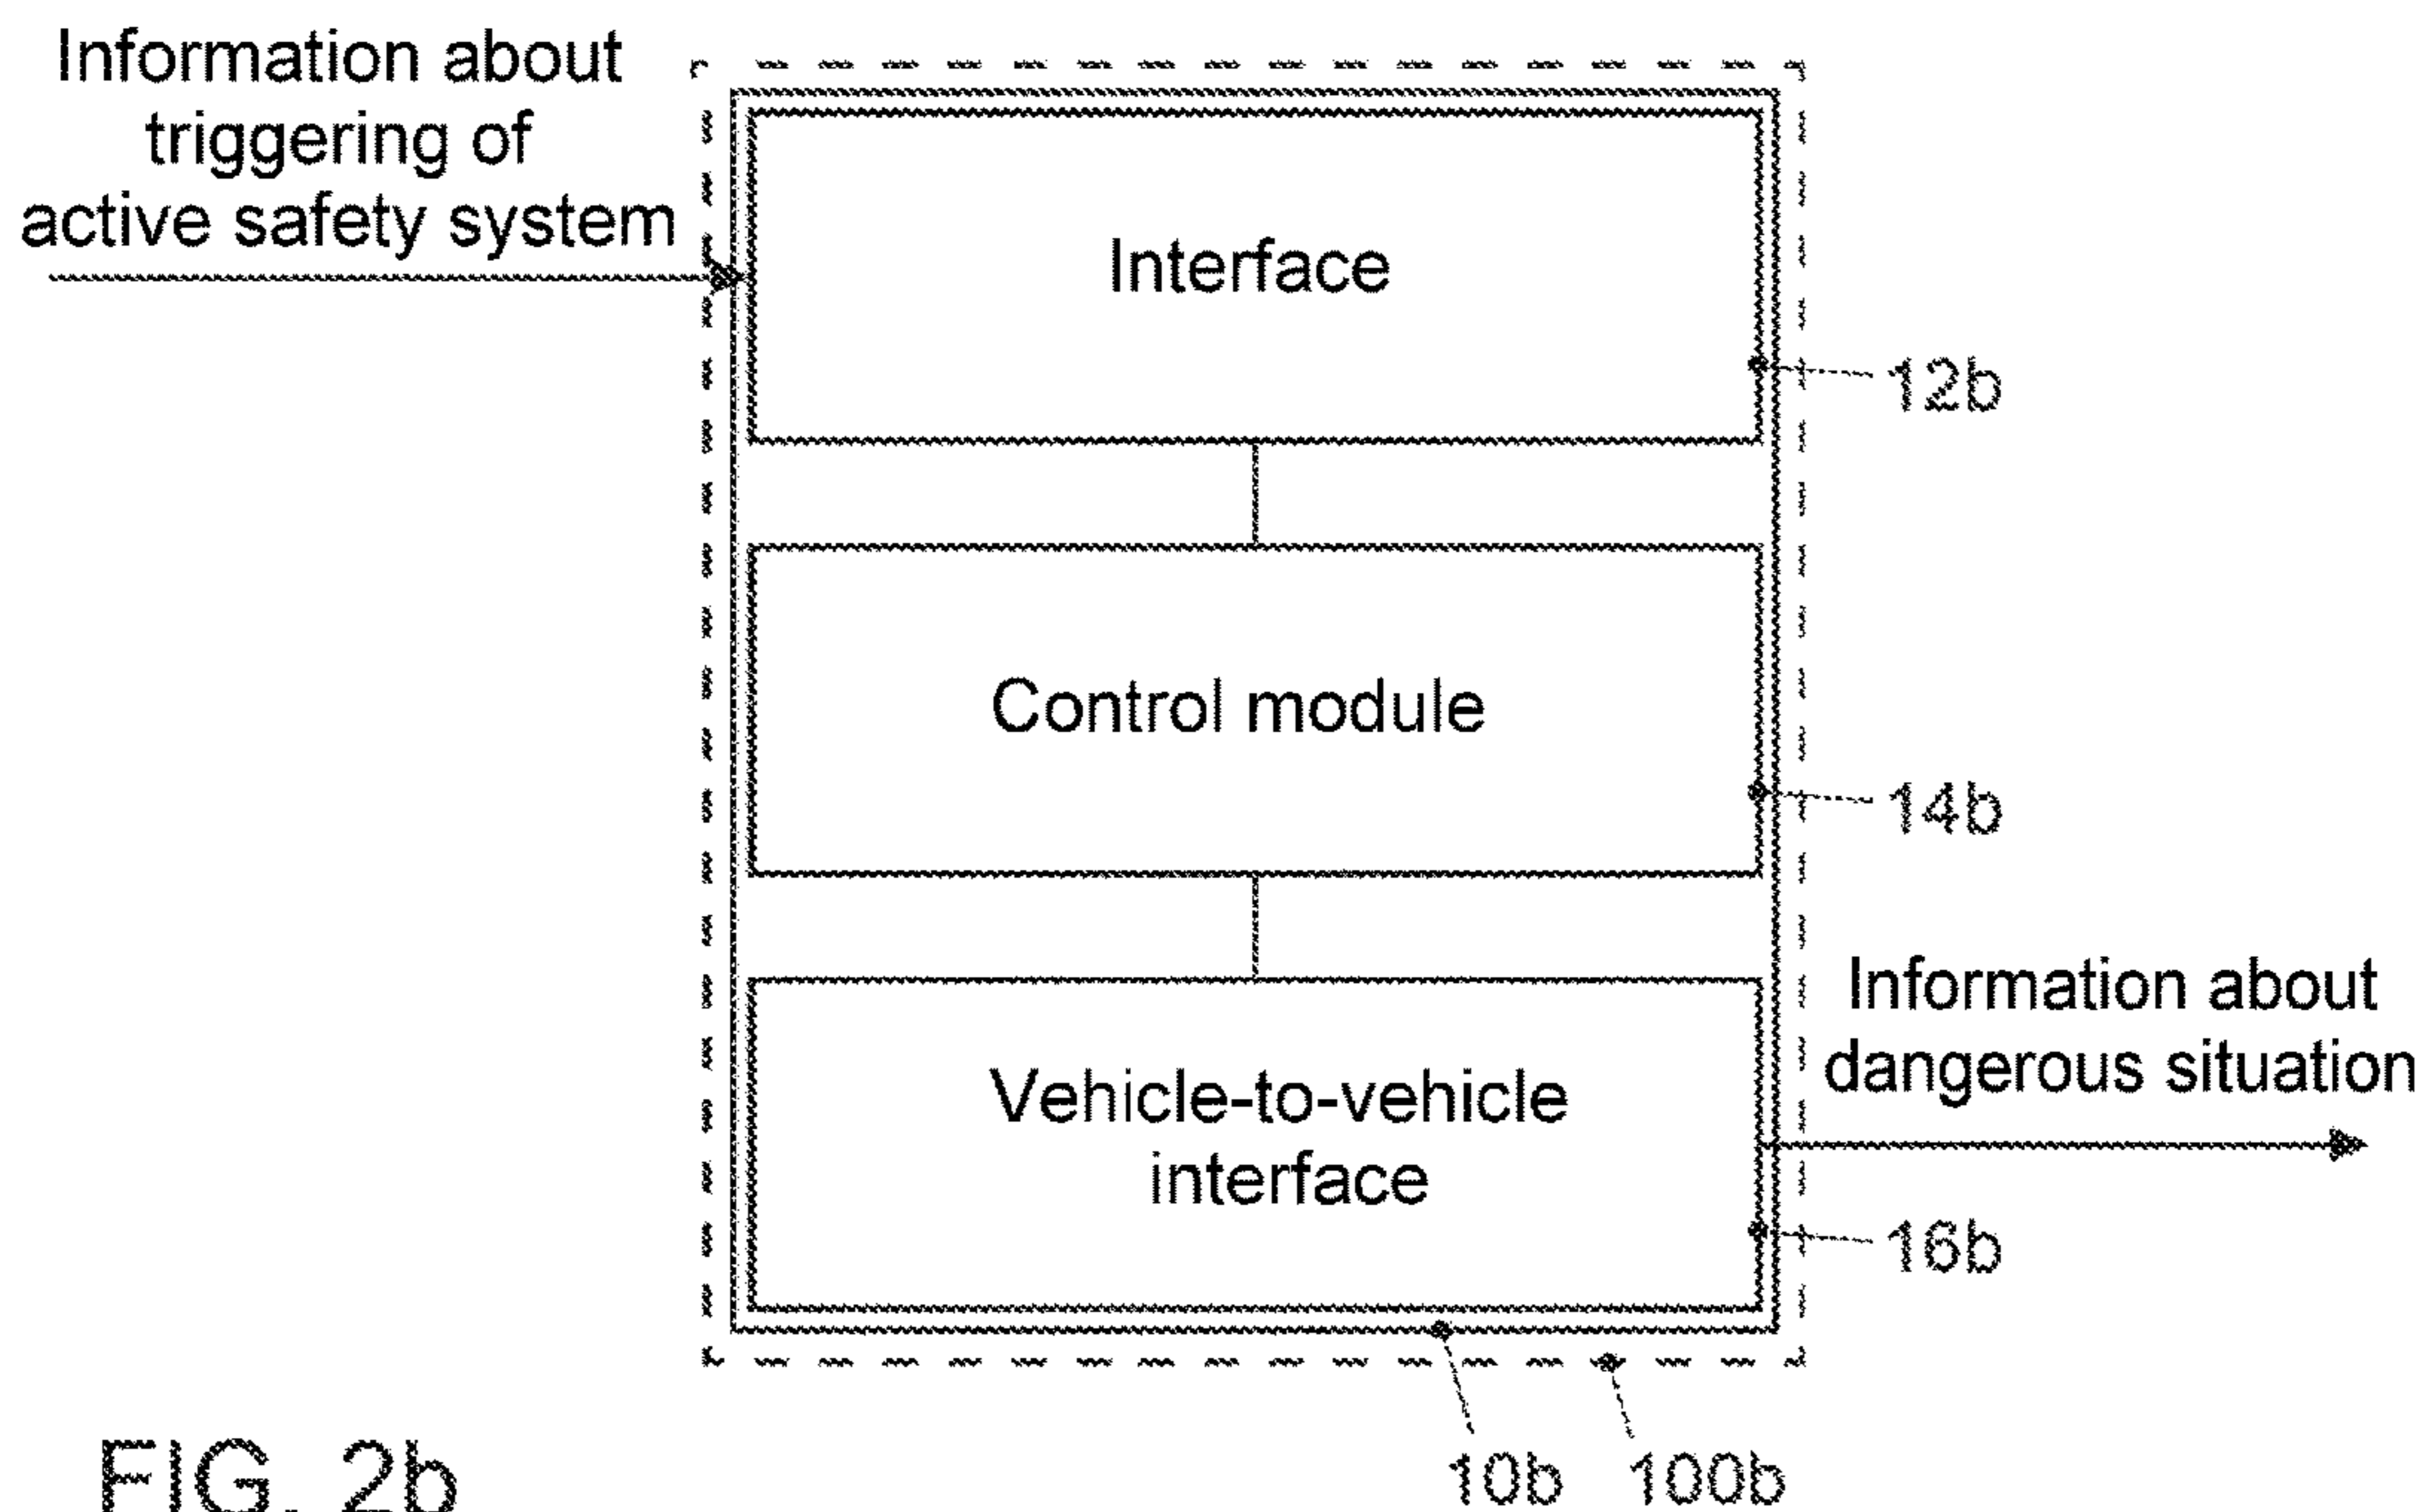 Information about
triggering of
active safety system
Interface
12b
Control module
14b
Information about
dangerous situation
Vehicle-to-vehicle
interface
16b
10b
100b
FIG. 2b